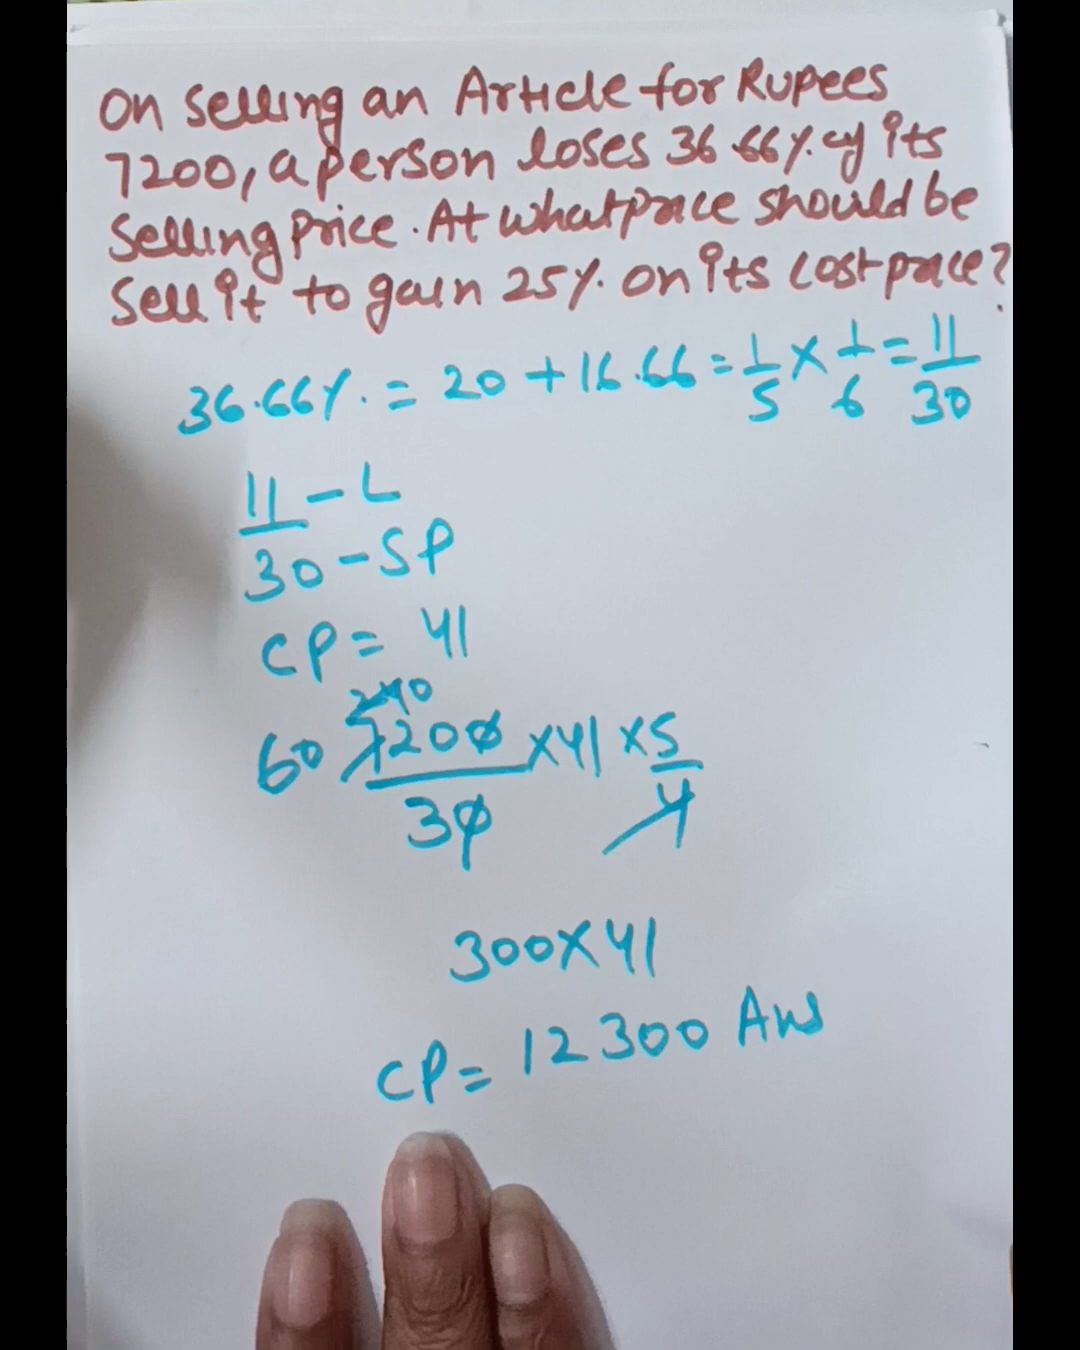 On selling an Article for Rupees
7200, a person loses 36.66% of its
selling price. At what price should be
sell it to gain 25% on its cost price?
36.66% = 20 + 16.66 = 1/5 × 1/6 = 11/30
11 - L
30 - SP
CP = 41
240
60 7200/30 × 41 × 5/4
300 × 41
CP = 12300 Ans